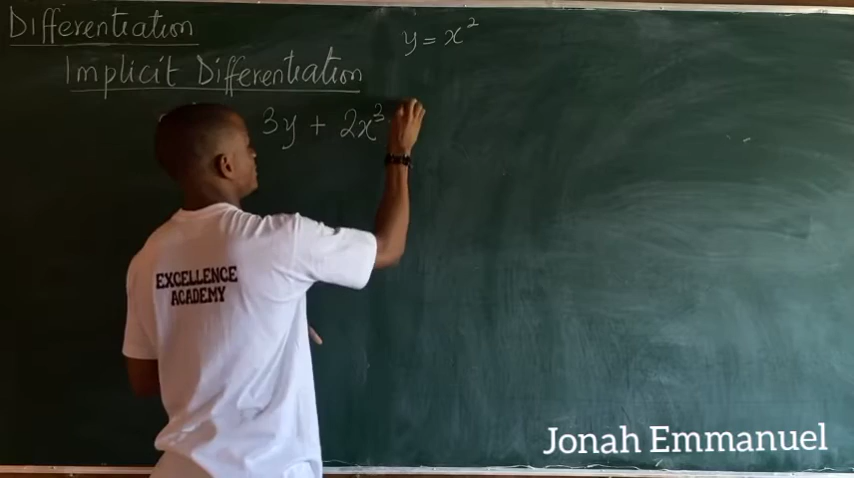 Differentiation
y = x²
Implicit Differentiation
3y + 2x³
EXCELLENCE
ACADEMY
Jonah Emmanuel